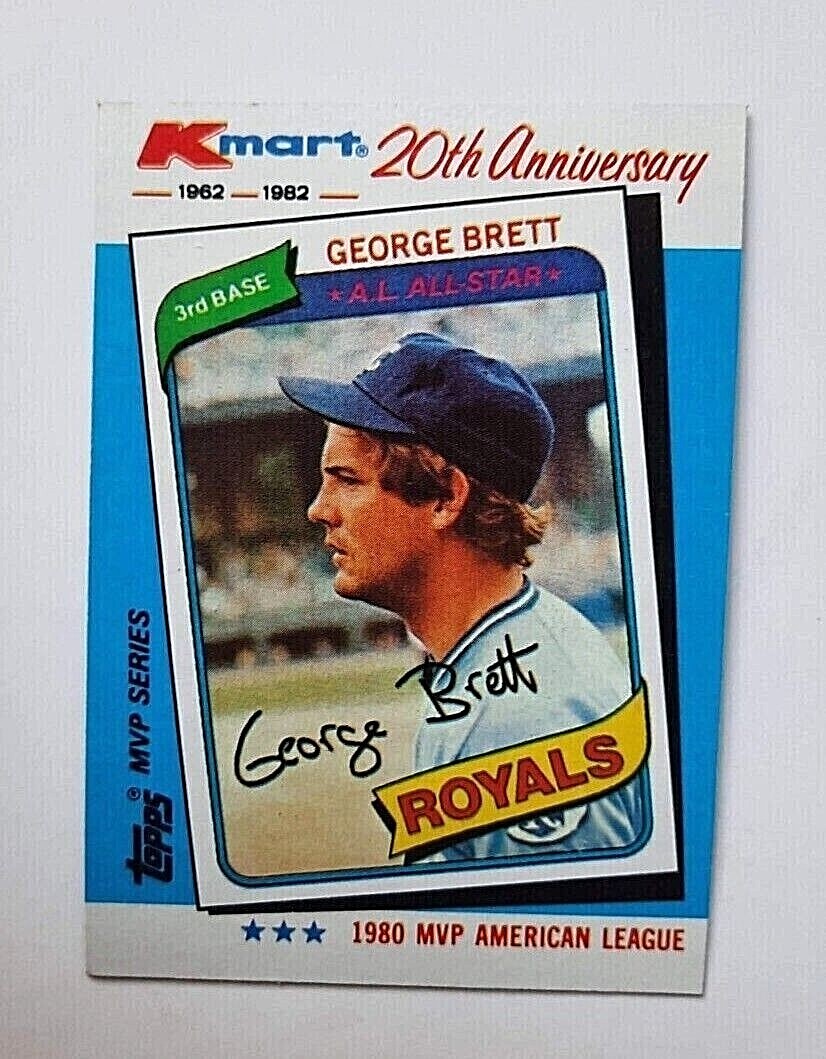 Kmart® 20th Anniversary
1962 — 1982
GEORGE BRETT
3rd BASE
★A.L. ALL-STAR★
George Brett
ROYALS
Topps® MVP SERIES
★★★ 1980 MVP AMERICAN LEAGUE